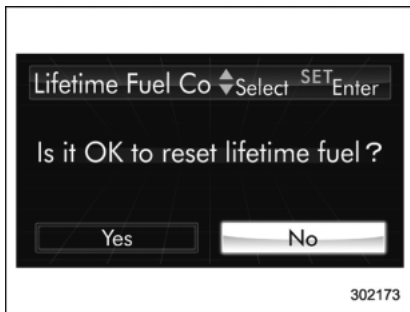 Lifetime Fuel Co Select SET Enter
Is it OK to reset lifetime fuel?
Yes No
302173